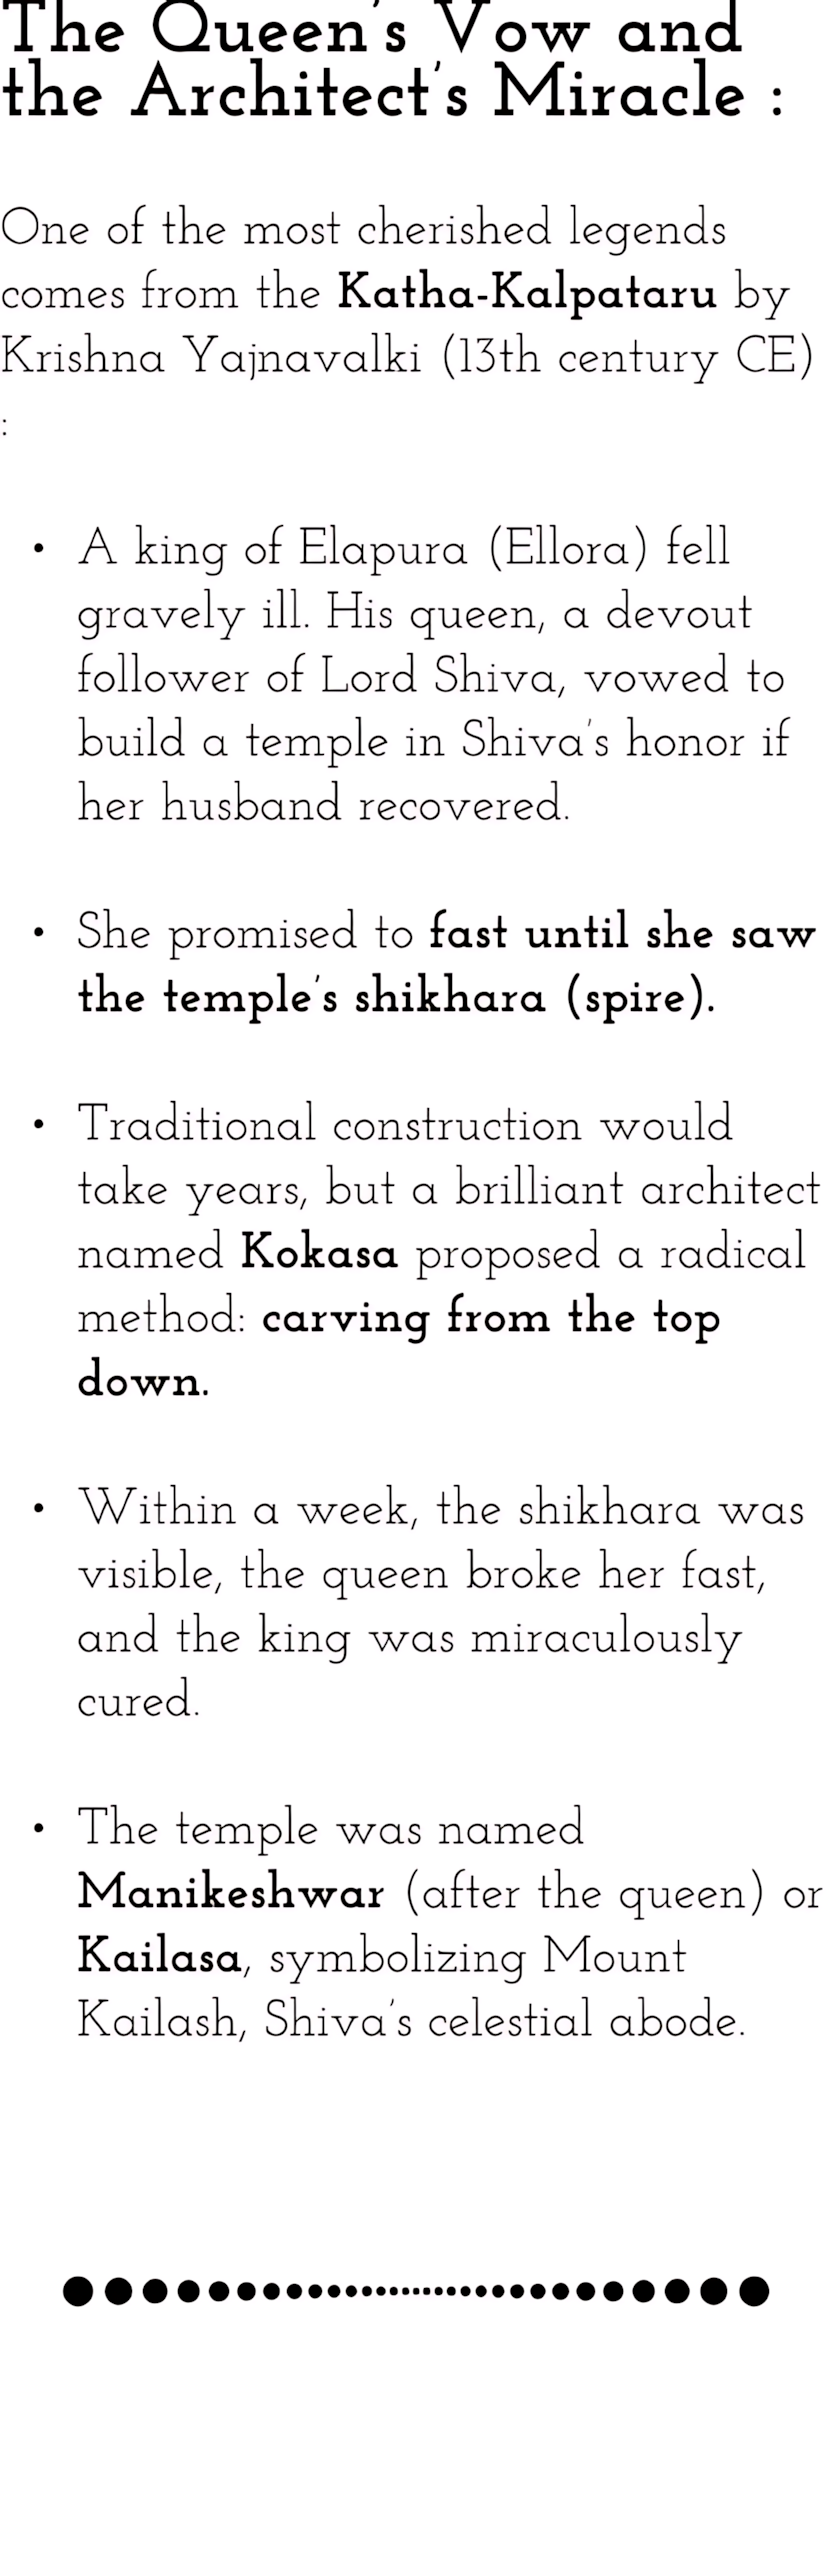 The Queen's Vow and
the Architect's Miracle :
One of the most cherished legends
comes from the Katha-Kalpataru by
Krishna Yajnavalki (13th century CE)
:
• A king of Elapura (Ellora) fell
gravely ill. His queen, a devout
follower of Lord Shiva, vowed to
build a temple in Shiva's honor if
her husband recovered.
• She promised to fast until she saw
the temple's shikhara (spire).
• Traditional construction would
take years, but a brilliant architect
named Kokasa proposed a radical
method: carving from the top
down.
• Within a week, the shikhara was
visible, the queen broke her fast,
and the king was miraculously
cured.
• The temple was named
Manikeshwar (after the queen) or
Kailasa, symbolizing Mount
Kailash, Shiva's celestial abode.